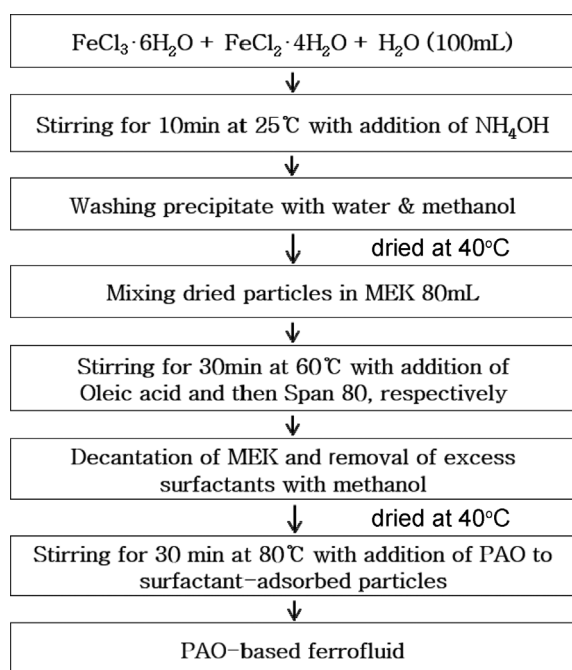 FeCl₃·6H₂O + FeCl₂·4H₂O + H₂O (100mL)
Stirring for 10min at 25℃ with addition of NH₄OH
Washing precipitate with water & methanol
dried at 40°C
Mixing dried particles in MEK 80mL
Stirring for 30min at 60℃ with addition of
Oleic acid and then Span 80, respectively
Decantation of MEK and removal of excess
surfactants with methanol
dried at 40°C
Stirring for 30 min at 80℃ with addition of PAO to
surfactant-adsorbed particles
PAO-based ferrofluid